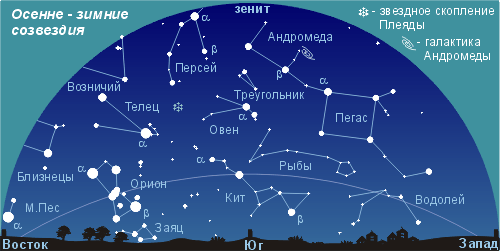 Осенне - зимние
созвездия
зенит
- звездное скопление
Плеяды
- галактика
Андромеды
α
Андромеда
β
Персей
β
Возничий
Треугольник
α
Телец
α
Пегас
Овен
α
α
α
Рыбы
Близнецы
α
Орион
Кит
Водолей
М.Пес
α
β
Заяц
β
Восток
Юг
Запад